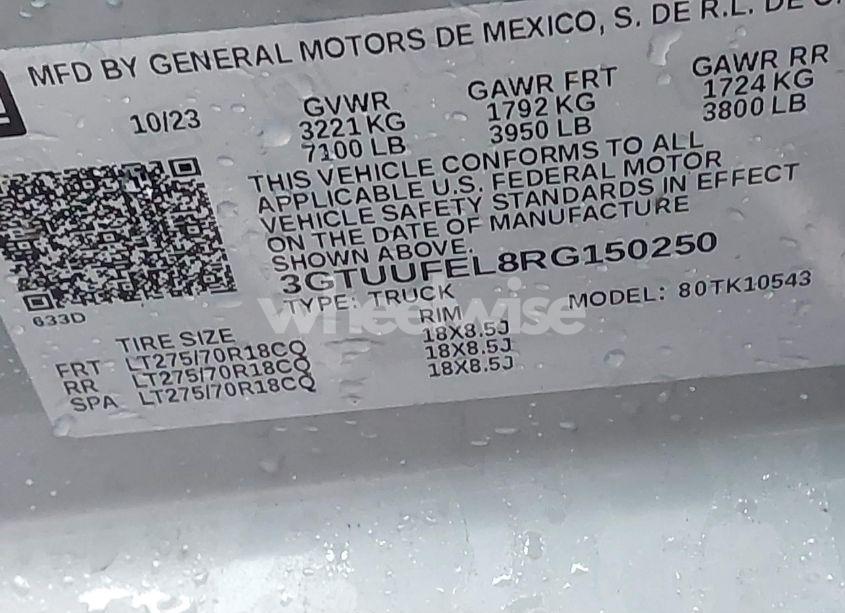 MFD BY GENERAL MOTORS DE MEXICO, S. DE R.L. DE
10/23
GVWR GAWR FRT GAWR RR
3221 KG 1792 KG 1724 KG
7100 LB 3950 LB 3800 LB
THIS VEHICLE CONFORMS TO ALL
APPLICABLE U.S. FEDERAL MOTOR
VEHICLE SAFETY STANDARDS IN EFFECT
ON THE DATE OF MANUFACTURE
SHOWN ABOVE.
3GTUUFEL8RG150250
TYPE: TRUCK MODEL: 80TK10543
633D
wheelwise
TIRE SIZE RIM
FRT LT275/70R18CQ 18X8.5J
RR LT275/70R18CQ 18X8.5J
SPA LT275/70R18CQ 18X8.5J